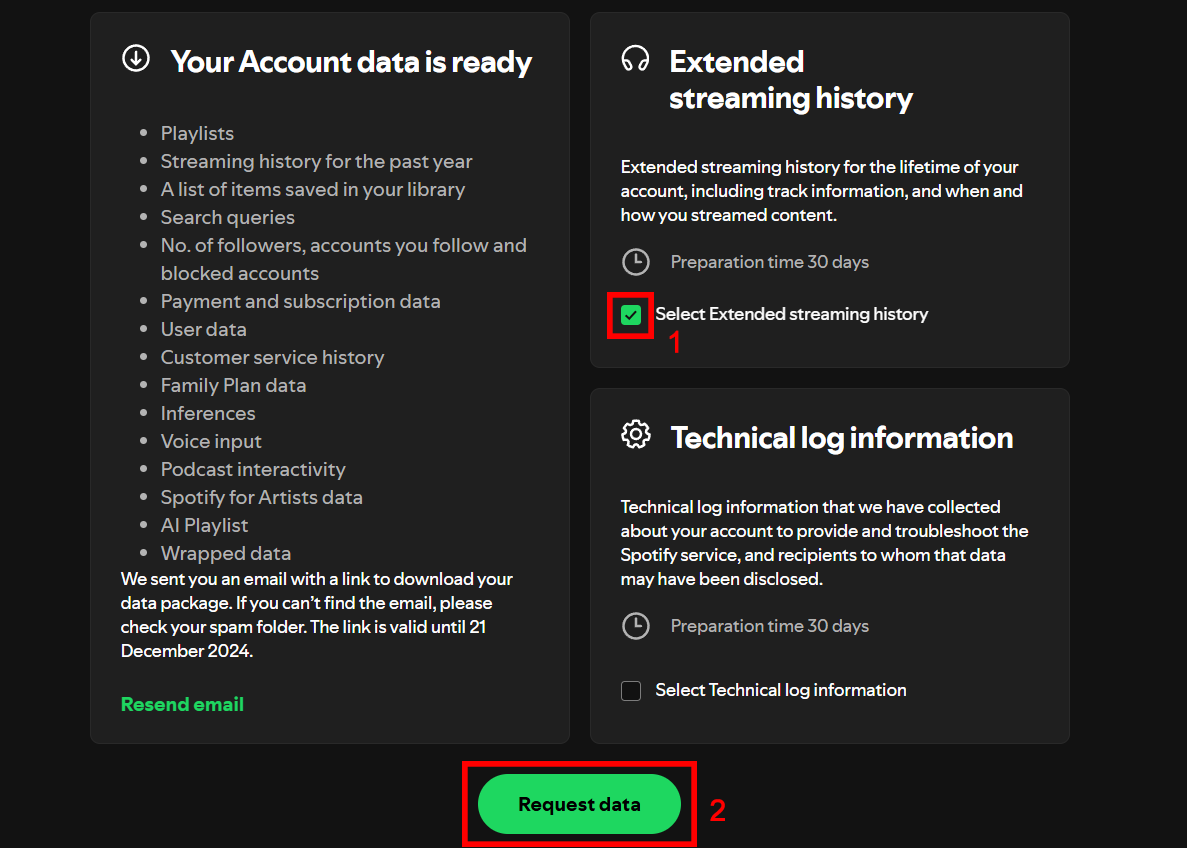 Your Account data is ready
• Playlists
• Streaming history for the past year
• A list of items saved in your library
• Search queries
• No. of followers, accounts you follow and
blocked accounts
• Payment and subscription data
• User data
• Customer service history
• Family Plan data
• Inferences
• Voice input
• Podcast interactivity
• Spotify for Artists data
• AI Playlist
• Wrapped data
We sent you an email with a link to download your
data package. If you can’t find the email, please
check your spam folder. The link is valid until 21
December 2024.
Resend email
Extended
streaming history
Extended streaming history for the lifetime of your
account, including track information, and when and
how you streamed content.
Preparation time 30 days
Select Extended streaming history
1
Technical log information
Technical log information that we have collected
about your account to provide and troubleshoot the
Spotify service, and recipients to whom that data
may have been disclosed.
Preparation time 30 days
Select Technical log information
Request data
2